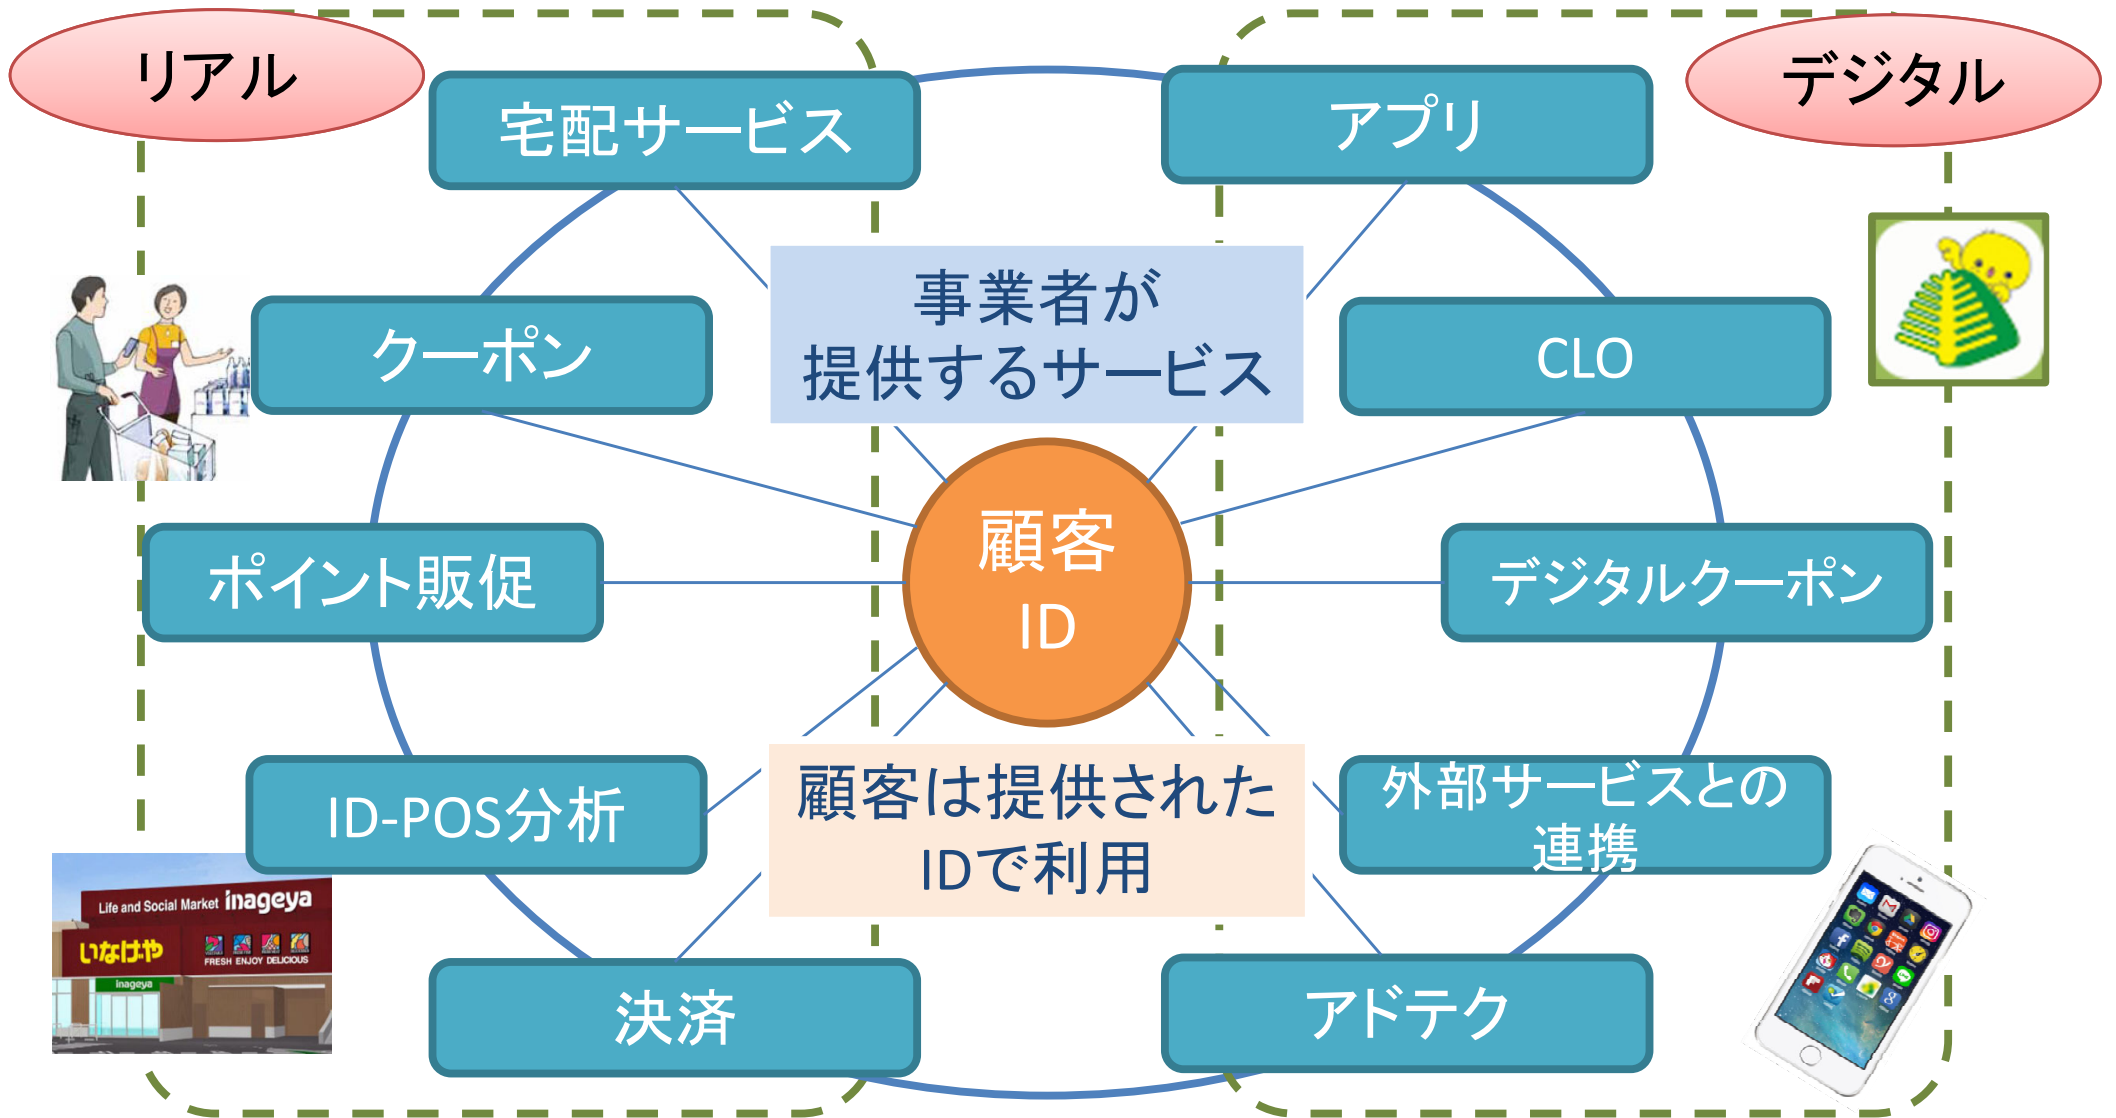 リアル
デジタル
宅配サービス
アプリ
事業者が
提供するサービス
クーポン
CLO
顧客
ID
ポイント販促
デジタルクーポン
顧客は提供された
IDで利用
ID-POS分析
外部サービスとの
連携
Life and Social Market inageya
いなげや
FRESH ENJOY DELICIOUS
inageya
決済
アドテク